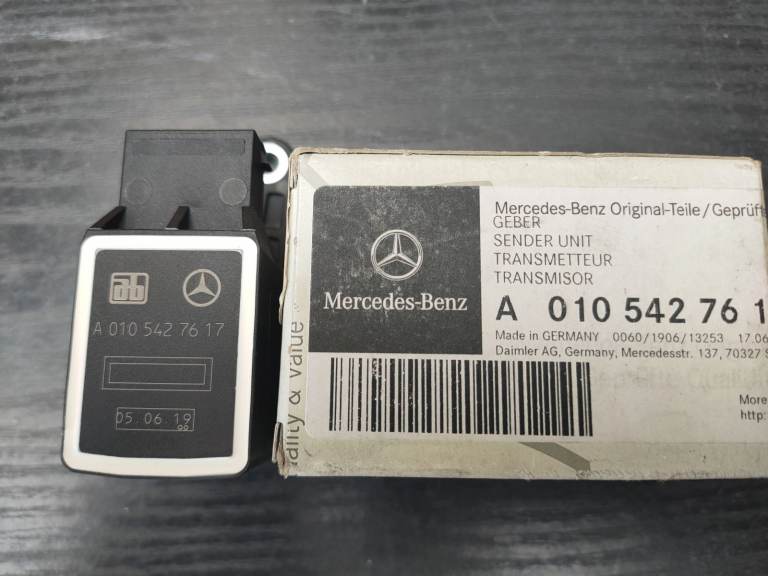 ab
A 010 542 76 17
05.06.19
Mercedes-Benz
Mercedes-Benz Original-Teile/Geprüft
GEBER
SENDER UNIT
TRANSMETTEUR
TRANSMISOR
A 010 542 76 1
Made in GERMANY 0060/1906/13253 17.06
Daimler AG, Germany, Mercedesstr. 137, 70327 S
More
http:
ality & value